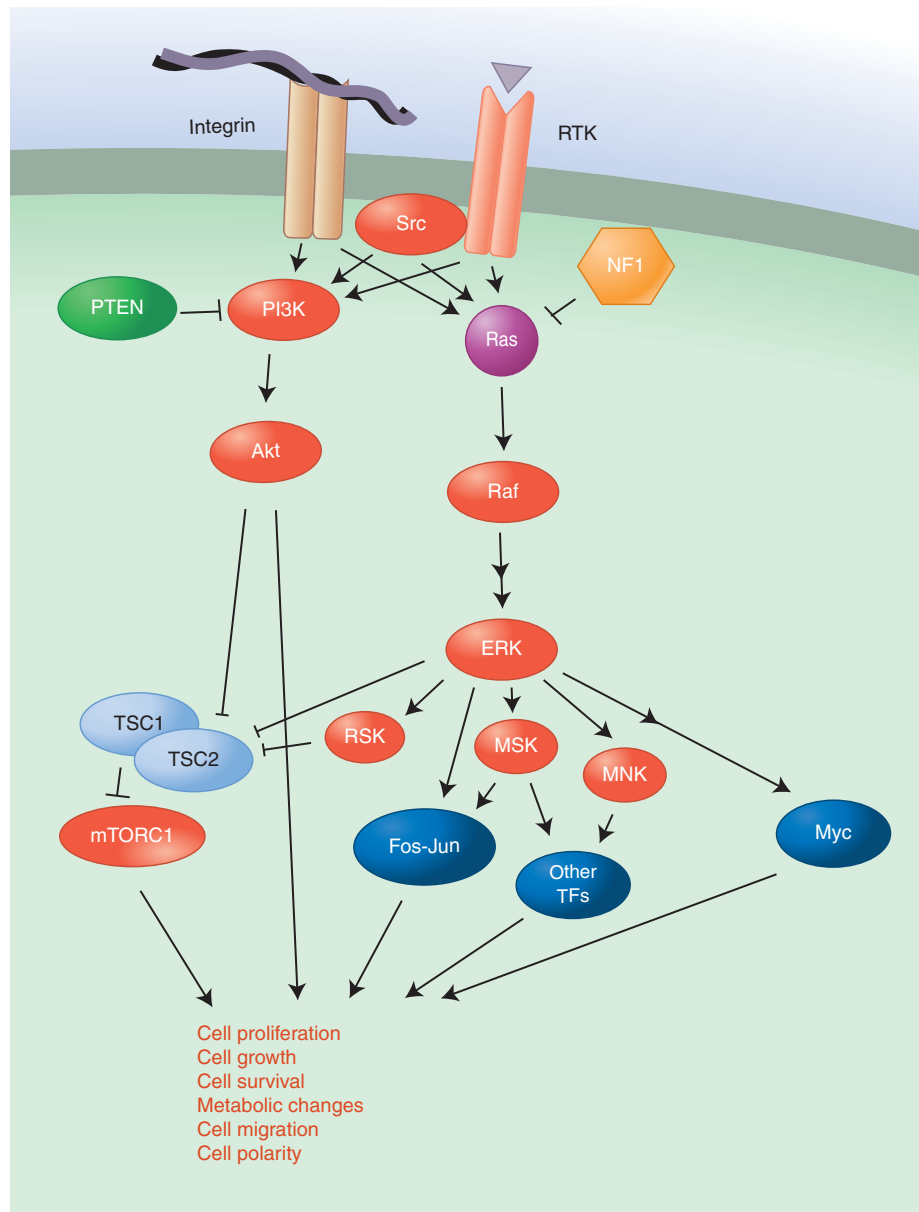 Integrin
RTK
Src
NF1
PTEN
PI3K
Ras
Akt
Raf
ERK
TSC1
TSC2
RSK
MSK
MNK
mTORC1
Fos-Jun
Other
TFs
Myc
Cell proliferation
Cell growth
Cell survival
Metabolic changes
Cell migration
Cell polarity